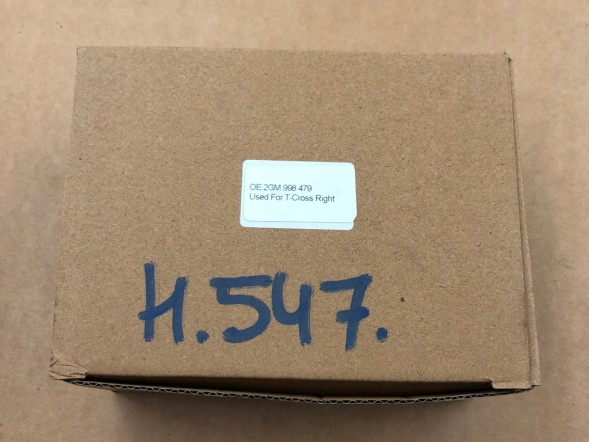 OE 2GM 998 479
Used For T-Cross Right
H.547.